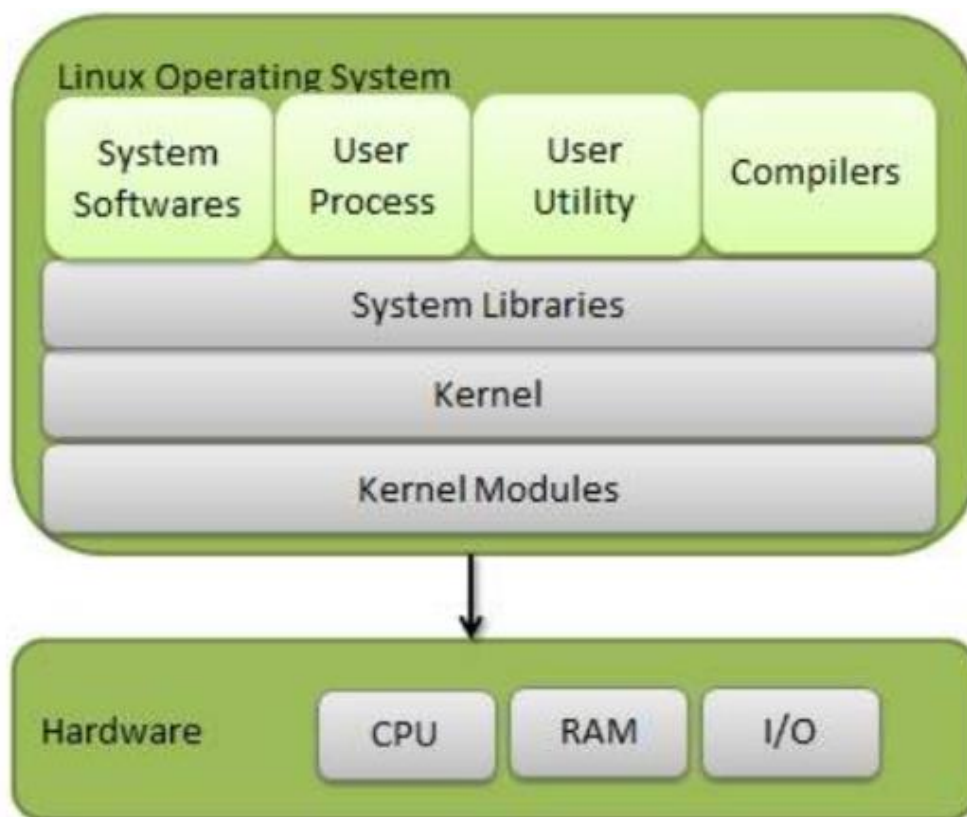 Linux Operating System
System
Softwares
User
Process
User
Utility
Compilers
System Libraries
Kernel
Kernel Modules
Hardware
CPU
RAM
I/O